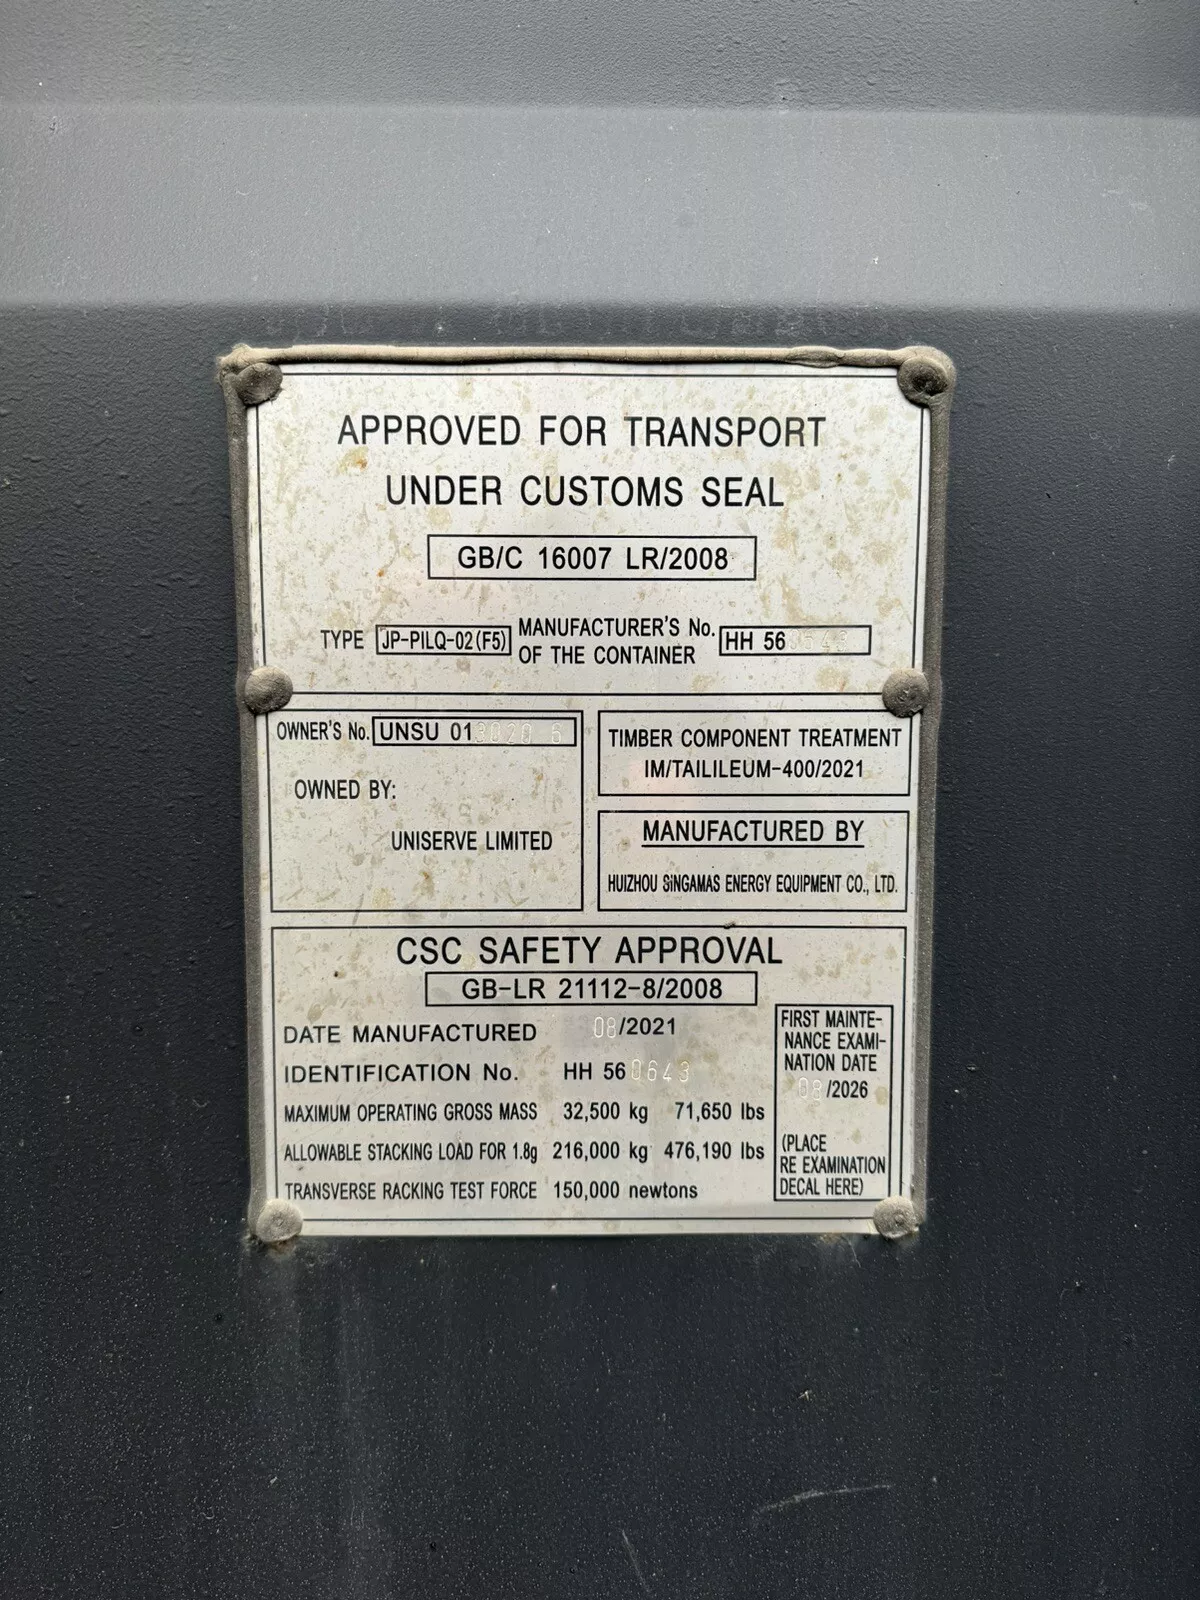 APPROVED FOR TRANSPORT
UNDER CUSTOMS SEAL
GB/C 16007 LR/2008
TYPE JP-PILQ-02(F5) MANUFACTURER'S No. OF THE CONTAINER HH 560643
OWNER'S No. UNSU 013020 6
OWNED BY:
UNISERVE LIMITED
TIMBER COMPONENT TREATMENT
IM/TAILILEUM-400/2021
MANUFACTURED BY
HUIZHOU SINGAMAS ENERGY EQUIPMENT CO., LTD.
CSC SAFETY APPROVAL
GB-LR 21112-8/2008
DATE MANUFACTURED 08/2021
IDENTIFICATION No. HH 560643
MAXIMUM OPERATING GROSS MASS 32,500 kg 71,650 lbs
ALLOWABLE STACKING LOAD FOR 1.8g 216,000 kg 476,190 lbs
TRANSVERSE RACKING TEST FORCE 150,000 newtons
FIRST MAINTE-
NANCE EXAMI-
NATION DATE
08/2026
(PLACE
RE EXAMINATION
DECAL HERE)